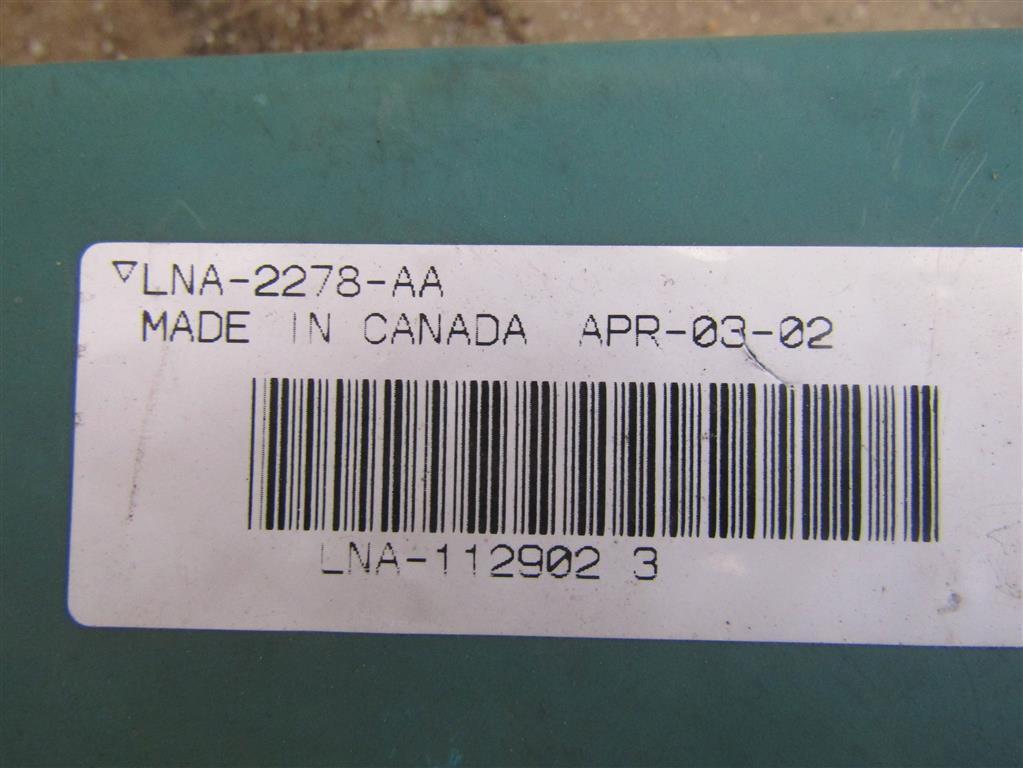 ▽LNA-2278-AA
MADE IN CANADA APR-03-02
LNA-112902 3